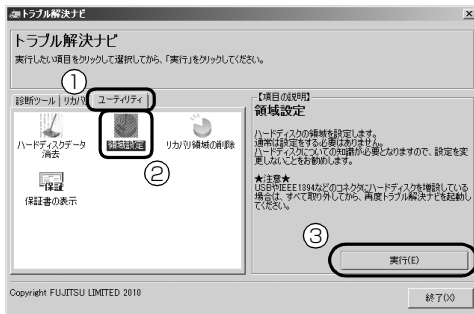 トラブル解決ナビ
トラブル解決ナビ
実行したい項目をクリックして選択してから、「実行」をクリックしてください。
①
診断ツール
リカバリ
ユーティリティ
ハードディスクデータ
消去
領域設定
リカバリ領域の削除
②
保証
保証書の表示
【項目の説明】
領域設定
ハードディスクの領域を設定します。
通常は設定をする必要はありません。
ハードディスクについての知識が必要となりますので、設定を変
更しないことをお勧めします。
★注意★
USBやIEEE1394などのコネクタにハードディスクを増設している
場合は、すべて取り外してから、再度トラブル解決ナビを起動し
てください。
③
実行(E)
Copyright FUJITSU LIMITED 2010
終了(X)